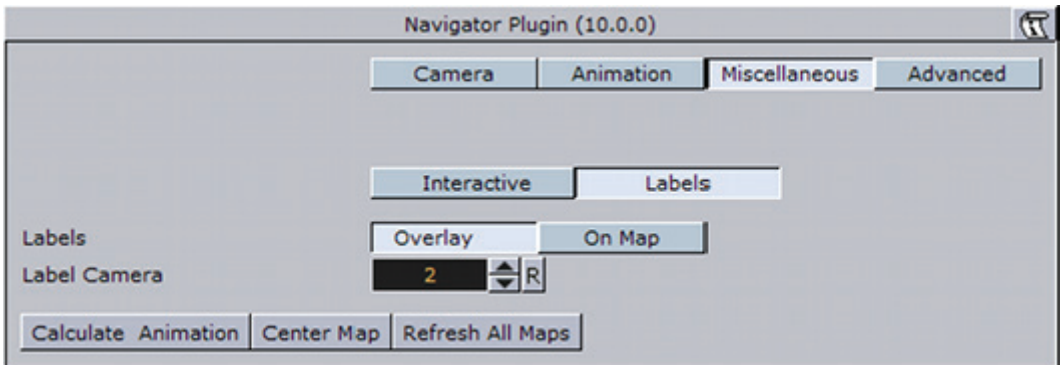 Navigator Plugin (10.0.0)
Camera Animation Miscellaneous Advanced
Interactive Labels
Labels Overlay On Map
Label Camera 2 R
Calculate Animation Center Map Refresh All Maps